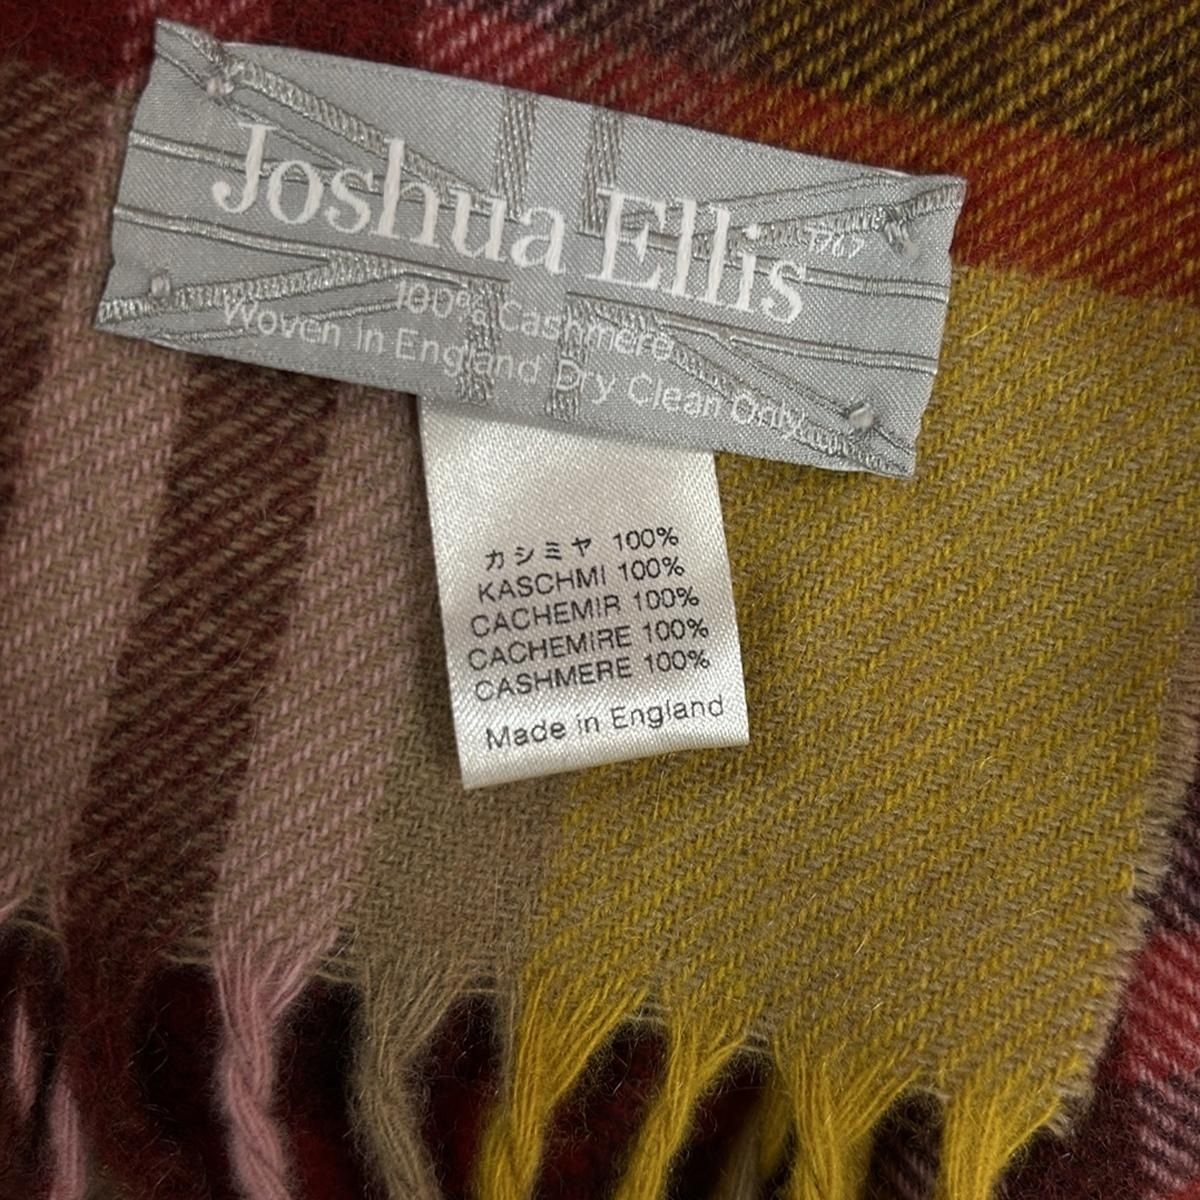 Joshua Ellis 1767
100% Cashmere
Woven in England Dry Clean Only
カシミヤ 100%
KASCHMI 100%
CACHEMIR 100%
CACHEMIRE 100%
CASHMERE 100%
Made in England